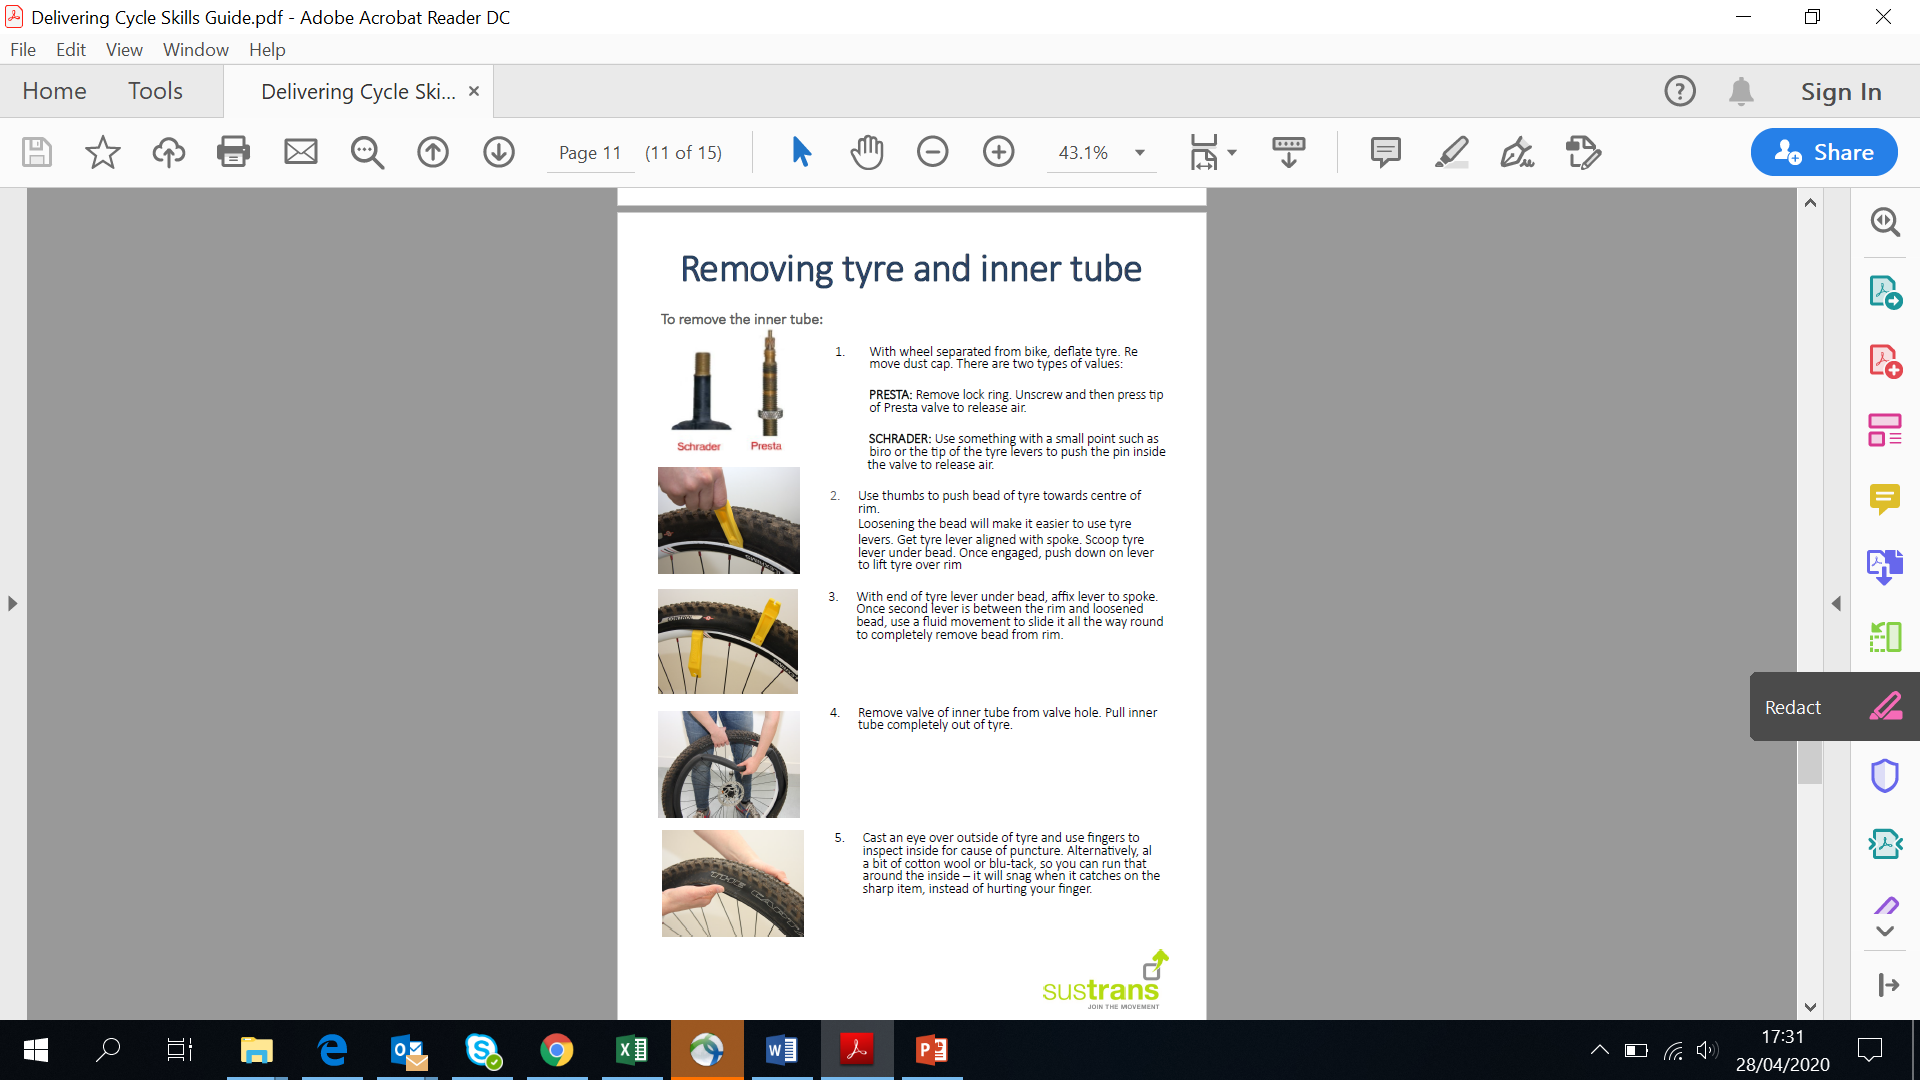 Delivering Cycle Skills Guide.pdf - Adobe Acrobat Reader DC
File Edit View Window Help
Home Tools Delivering Cycle Ski... × Sign In
Page 11 (11 of 15) 43.1% Share
Removing tyre and inner tube
To remove the inner tube:
Schrader Presta
1. With wheel separated from bike, deflate tyre. Re
move dust cap. There are two types of values:
PRESTA: Remove lock ring. Unscrew and then press tip
of Presta valve to release air.
SCHRADER: Use something with a small point such as
biro or the tip of the tyre levers to push the pin inside
the valve to release air.
2. Use thumbs to push bead of tyre towards centre of
rim.
Loosening the bead will make it easier to use tyre
levers. Get tyre lever aligned with spoke. Scoop tyre
lever under bead. Once engaged, push down on lever
to lift tyre over rim
3. With end of tyre lever under bead, affix lever to spoke.
Once second lever is between the rim and loosened
bead, use a fluid movement to slide it all the way round
to completely remove bead from rim.
4. Remove valve of inner tube from valve hole. Pull inner
tube completely out of tyre.
5. Cast an eye over outside of tyre and use fingers to
inspect inside for cause of puncture. Alternatively, al
a bit of cotton wool or blu-tack, so you can run that
around the inside – it will snag when it catches on the
sharp item, instead of hurting your finger.
sustrans
JOIN THE MOVEMENT
Redact
17:31
28/04/2020